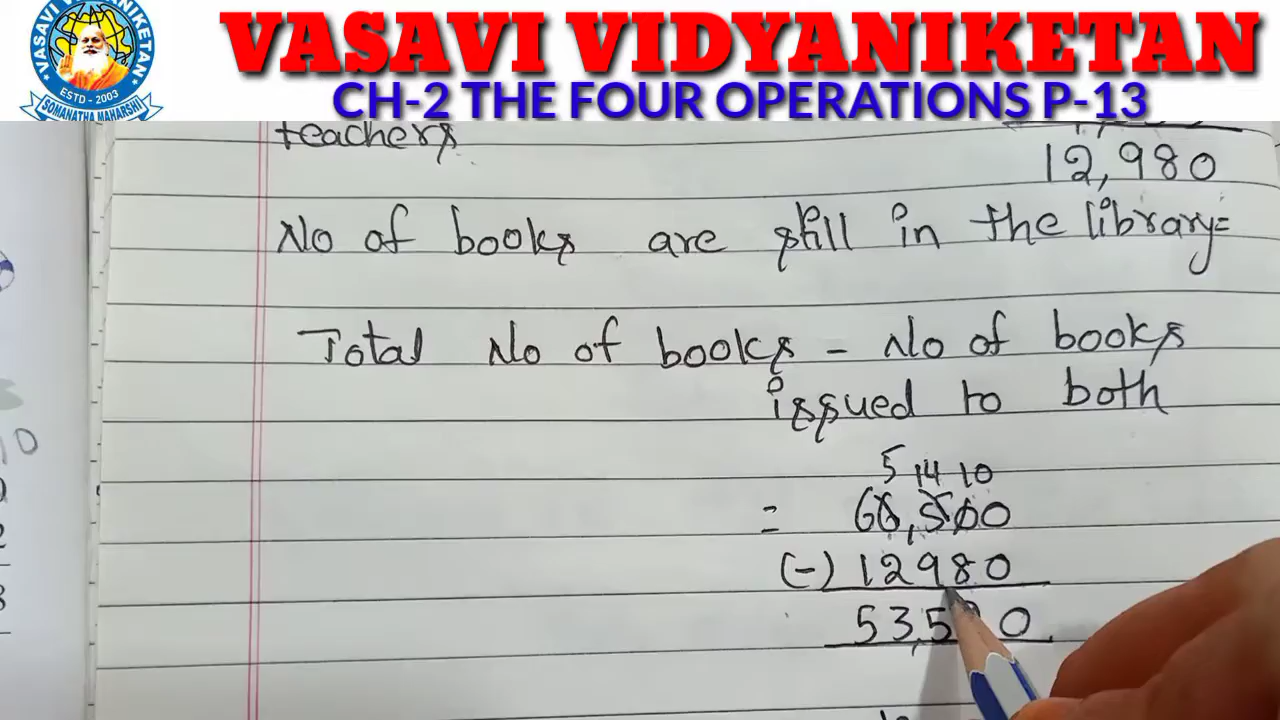 VASAVI VIDYANIKETAN
CH-2 THE FOUR OPERATIONS P-13
VASAVI VIDYANIKETAN
ESTD - 2003
SOMANATHA MAHARSHI
teachers
12,980
No of books are still in the library=
Total No of books - No of books
issued to both
5 14 10
= 66,500
(-) 12980
53,5 0